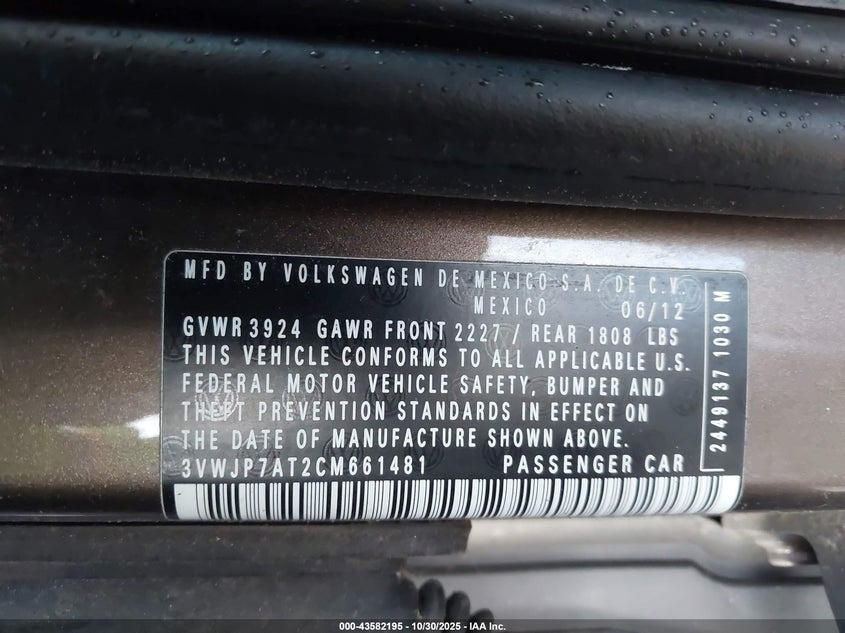 MFD BY VOLKSWAGEN DE MEXICO S.A. DE C.V.
MEXICO 06/12
GVWR 3924 GAWR FRONT 2227 / REAR 1808 LBS
THIS VEHICLE CONFORMS TO ALL APPLICABLE U.S.
FEDERAL MOTOR VEHICLE SAFETY, BUMPER AND
THEFT PREVENTION STANDARDS IN EFFECT ON
THE DATE OF MANUFACTURE SHOWN ABOVE.
3VWJP7AT2CM661481 PASSENGER CAR
2449137 1030 M
000-43582195 - 10/30/2025 - IAA Inc.